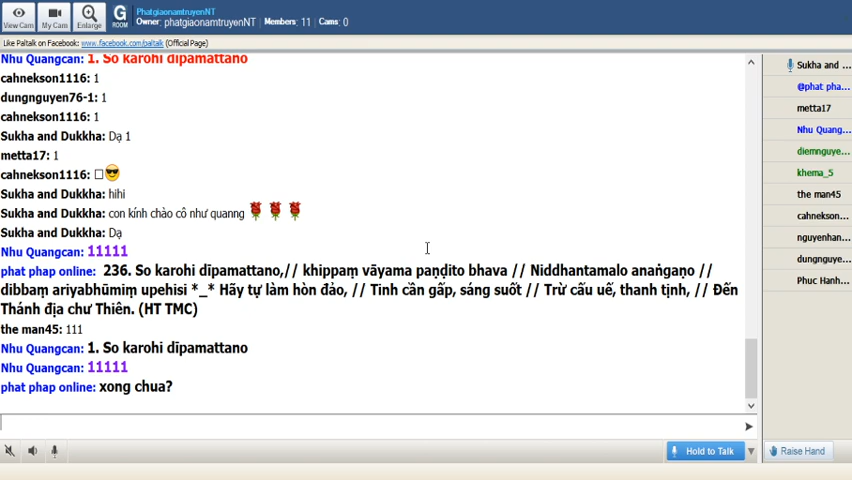 PhatgiaonamtruyenNT
Owner: phatgiaonamtruyenNT Members: 11 Cams: 0
View Cam My Cam Enlarge G ROOM
Like Paltalk on Facebook: www.facebook.com/paltalk (Official Page)
Nhu Quangcan: 1. So karohi dīpamattano
cahnekson1116: 1
dungnguyen76-1: 1
cahnekson1116: 1
Sukha and Dukkha: Dạ 1
metta17: 1
cahnekson1116: □😎
Sukha and Dukkha: hihi
Sukha and Dukkha: con kính chào cô như quanng 🌹 🌹 🌹
Sukha and Dukkha: Dạ
Nhu Quangcan: 11111
phat phap online: 236. So karohi dīpamattano,// khippaṃ vāyama paṇḍito bhava // Niddhantamalo anaṅgaṇo //
dibbaṃ ariyabhūmiṃ upehisi *_* Hãy tự làm hòn đảo, // Tinh cần gấp, sáng suốt // Trừ cấu uế, thanh tịnh, // Đến
Thánh địa chư Thiên. (HT TMC)
the man45: 111
Nhu Quangcan: 1. So karohi dīpamattano
Nhu Quangcan: 11111
phat phap online: xong chua?
Hold to Talk
Raise Hand
Sukha and ...
@phat pha...
metta17
Nhu Quang...
diemnguye...
khema_5
the man45
cahnekson...
nguyenhan...
dungnguye...
Phuc Hanh...